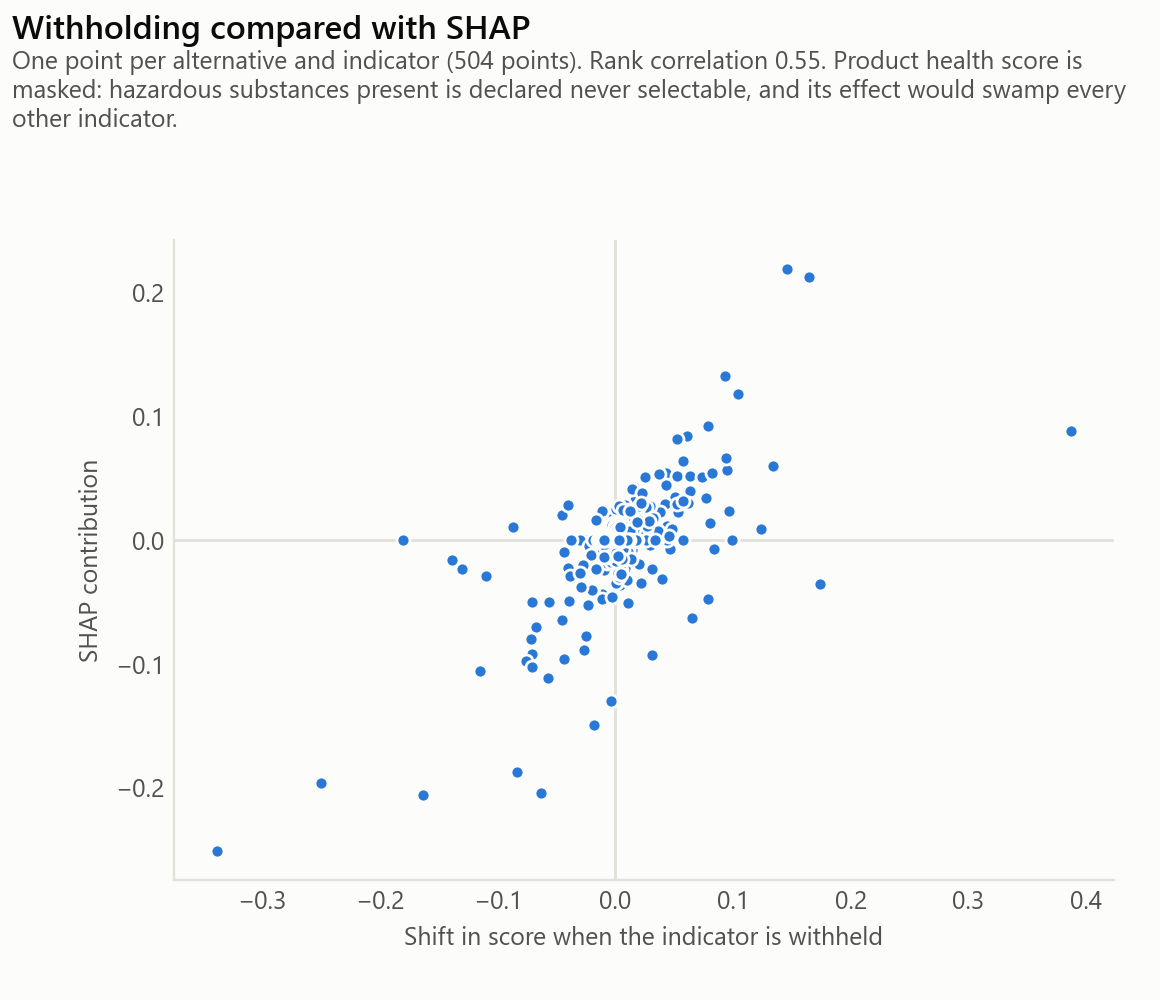 Withholding compared with SHAP
One point per alternative and indicator (504 points). Rank correlation 0.55. Product health score is
masked: hazardous substances present is declared never selectable, and its effect would swamp every
other indicator.
0.2
0.1
0.0
−0.1
−0.2
SHAP contribution
−0.3
−0.2
−0.1
0.0
0.1
0.2
0.3
0.4
Shift in score when the indicator is withheld